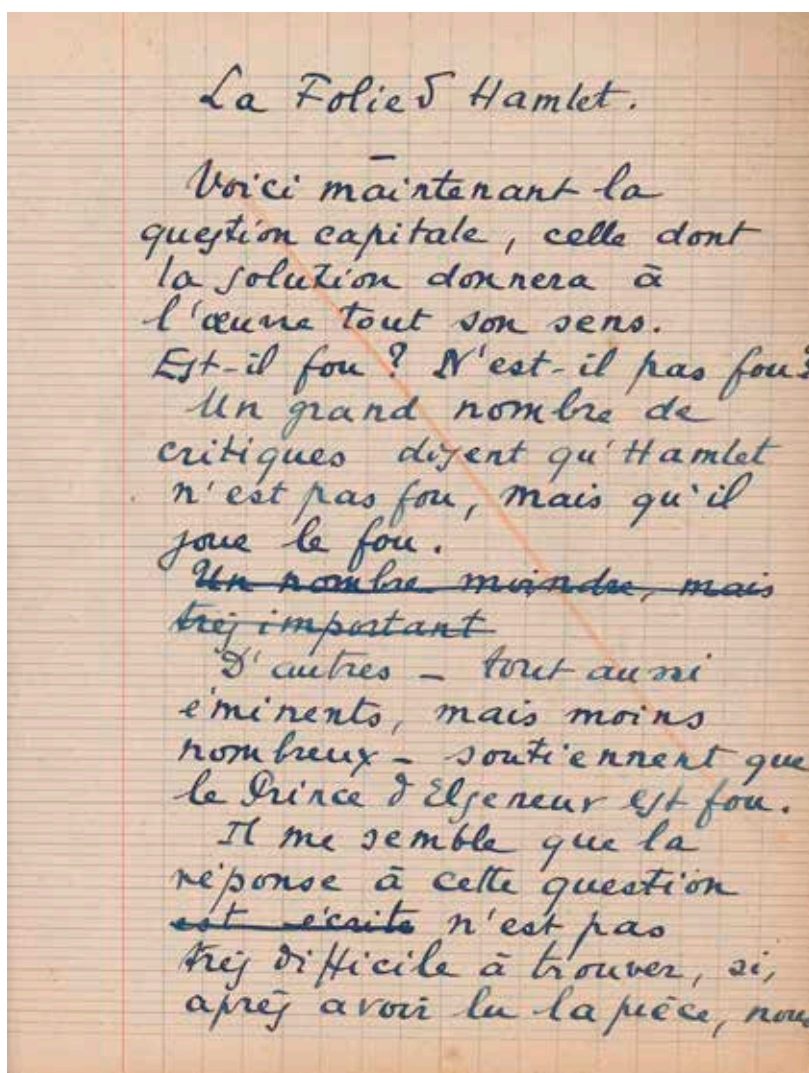 La Folie d'Hamlet.
Voici maintenant la
question capitale, celle dont
la solution donnera à
l'œuvre tout son sens.
Est-il fou ? N'est-il pas fou ?
Un grand nombre de
critiques disent qu'Hamlet
n'est pas fou, mais qu'il
joue le fou.
Un nombre moindre, mais
très important
D'autres - tout aussi
éminents, mais moins
nombreux - soutiennent que
le Prince d'Elseneur est fou.
Il me semble que la
réponse à cette question
est écrite n'est pas
très difficile à trouver, si,
après avoir lu la pièce, nous